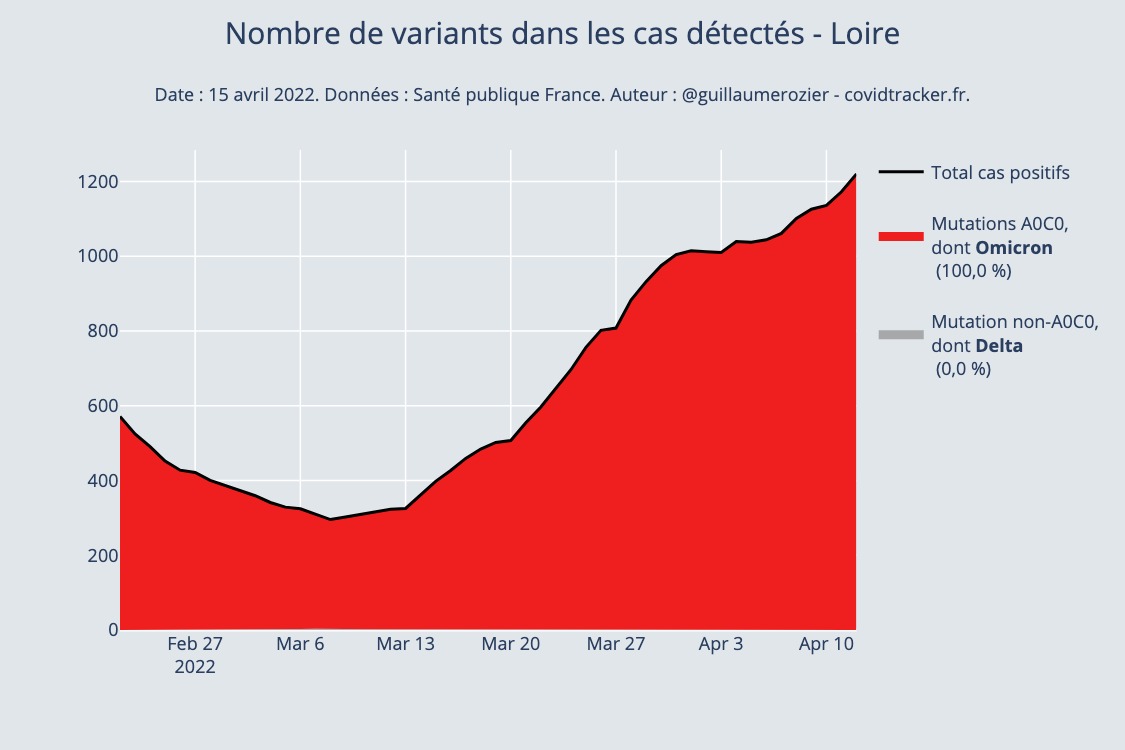 Nombre de variants dans les cas détectés - Loire
Date : 15 avril 2022. Données : Santé publique France. Auteur : @guillaumerozier - covidtracker.fr.
1200
1000
800
600
400
200
0
Feb 27
2022
Mar 6
Mar 13
Mar 20
Mar 27
Apr 3
Apr 10
Total cas positifs
Mutations A0C0,
dont Omicron
(100,0 %)
Mutation non-A0C0,
dont Delta
(0,0 %)